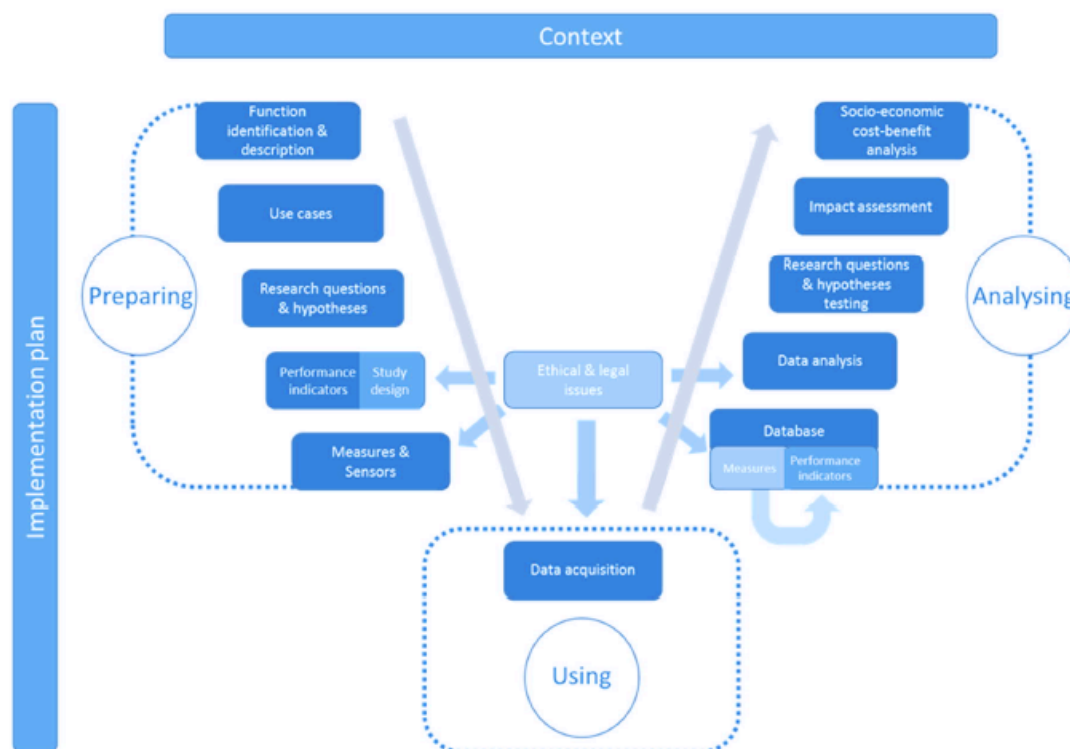 Context
Implementation plan
Function
identification &
description
Use cases
Preparing
Research questions
& hypotheses
Performance
indicators
Study
design
Measures &
Sensors
Ethical & legal
issues
Data acquisition
Using
Socio-economic
cost-benefit
analysis
Impact assessment
Research questions
& hypotheses
testing
Analysing
Data analysis
Database
Measures
Performance
indicators